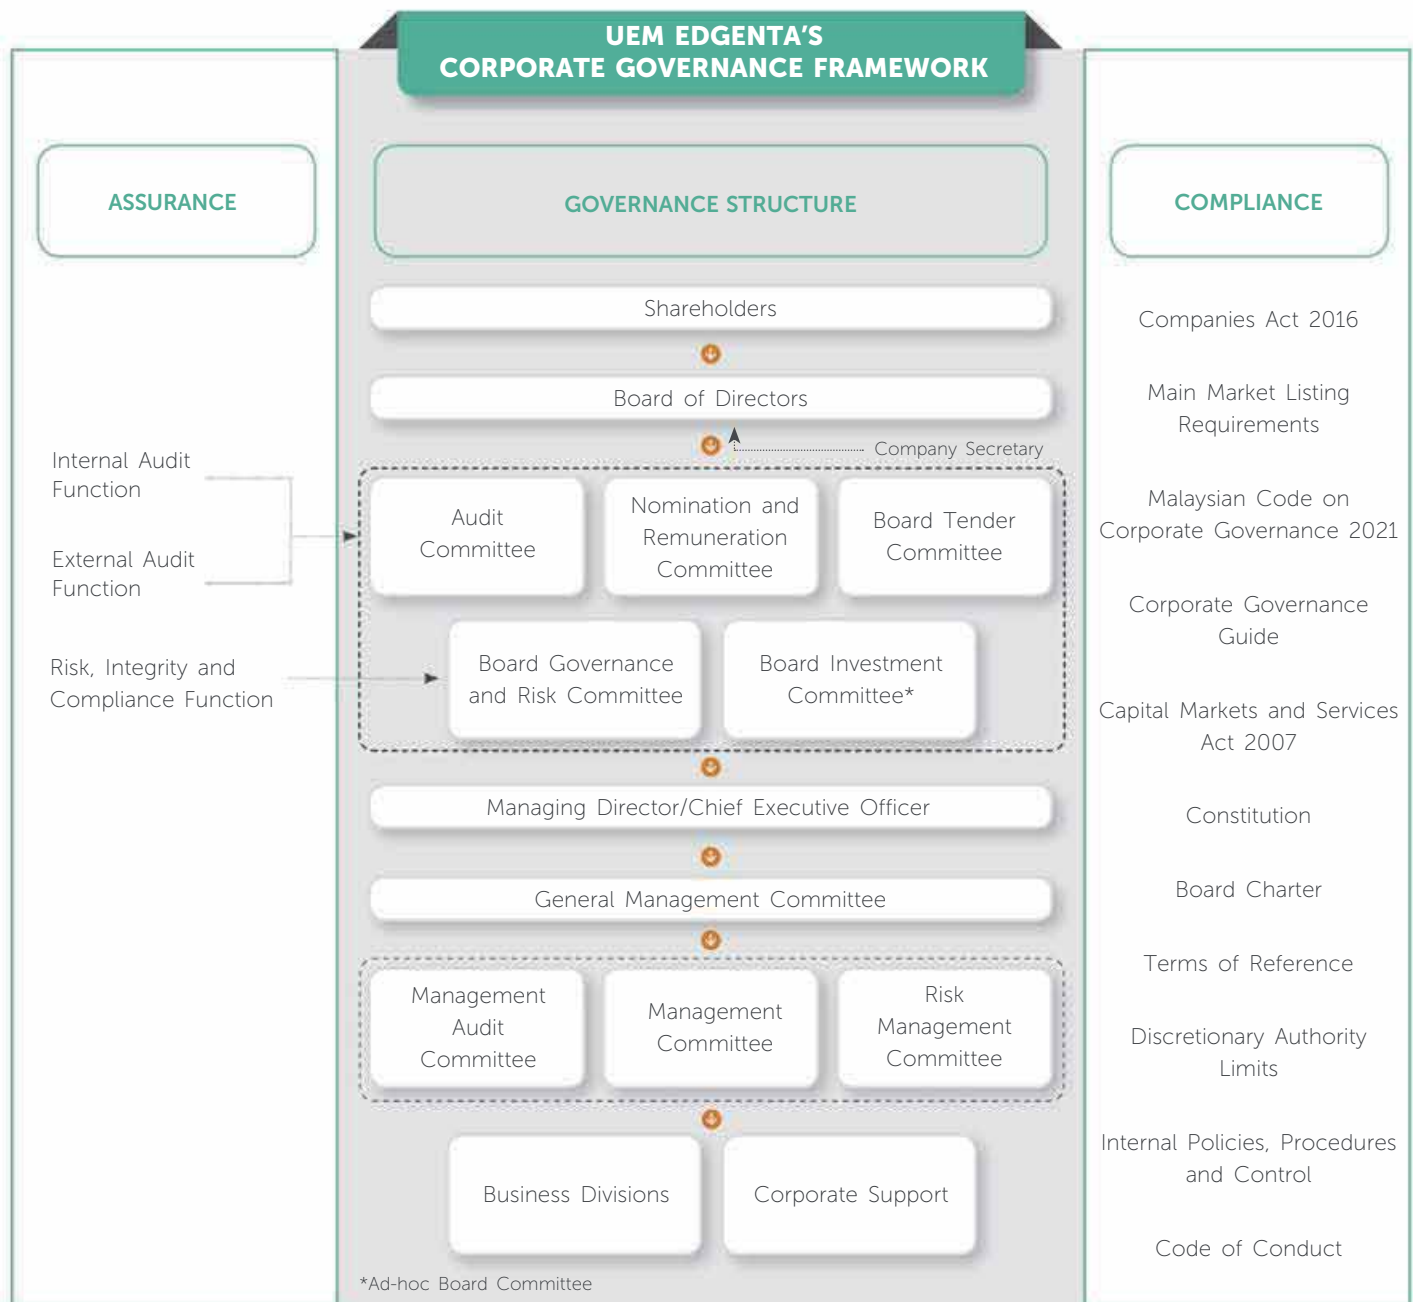 UEM EDGENTA'S
CORPORATE GOVERNANCE FRAMEWORK
ASSURANCE
Internal Audit
Function
External Audit
Function
Risk, Integrity and
Compliance Function
GOVERNANCE STRUCTURE
Shareholders
Board of Directors
Company Secretary
Audit
Committee
Nomination and
Remuneration
Committee
Board Tender
Committee
Board Governance
and Risk Committee
Board Investment
Committee*
Managing Director/Chief Executive Officer
General Management Committee
Management
Audit
Committee
Management
Committee
Risk
Management
Committee
Business Divisions
Corporate Support
*Ad-hoc Board Committee
COMPLIANCE
Companies Act 2016
Main Market Listing
Requirements
Malaysian Code on
Corporate Governance 2021
Corporate Governance
Guide
Capital Markets and Services
Act 2007
Constitution
Board Charter
Terms of Reference
Discretionary Authority
Limits
Internal Policies, Procedures
and Control
Code of Conduct